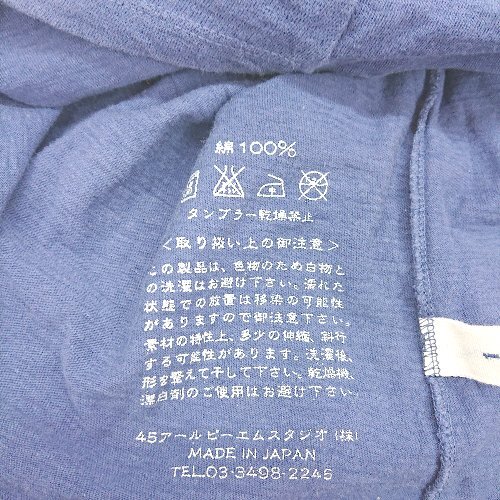 綿100%
タンブラー乾燥禁止
〈取り扱い上の御注意〉
この製品は、色物のため白物と
の洗濯はお避け下さい。濡れた
状態での放置は移染の可能性
がありますので御注意下さい。
素材の特性上、多少の伸縮、斜行
する可能性があります。洗濯後、
形を整えて干して下さい。乾燥機、
漂白剤のご使用はお避け下さい。
45アールピーエムスタジオ(株)
MADE IN JAPAN
TEL.03-3498-2245